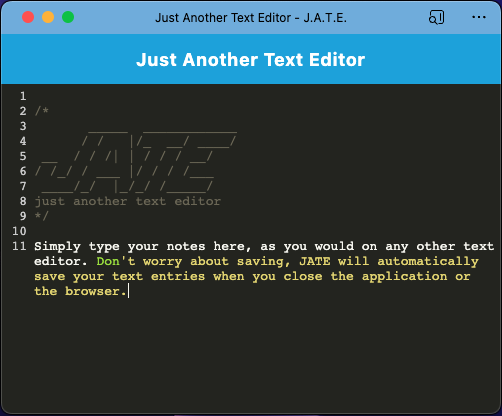 Just Another Text Editor - J.A.T.E.
Just Another Text Editor
1
2 /*
3
4
5
6
7
8 just another text editor
9 */
10
11 Simply type your notes here, as you would on any other text
editor. Don't worry about saving, JATE will automatically
save your text entries when you close the application or
the browser.